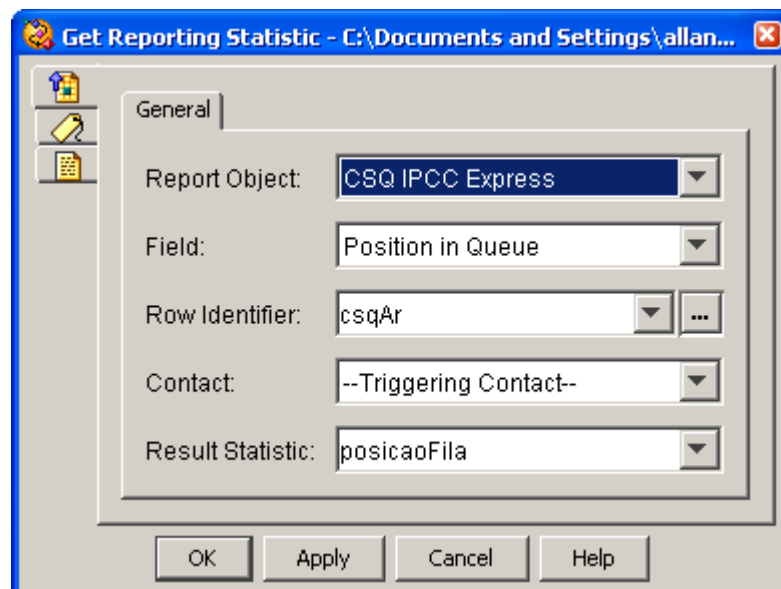 Get Reporting Statistic - C:\Documents and Settings\allan...
General
Report Object: CSQ IPCC Express
Field: Position in Queue
Row Identifier: csqAr ...
Contact: --Triggering Contact--
Result Statistic: posicaoFila
OK Apply Cancel Help